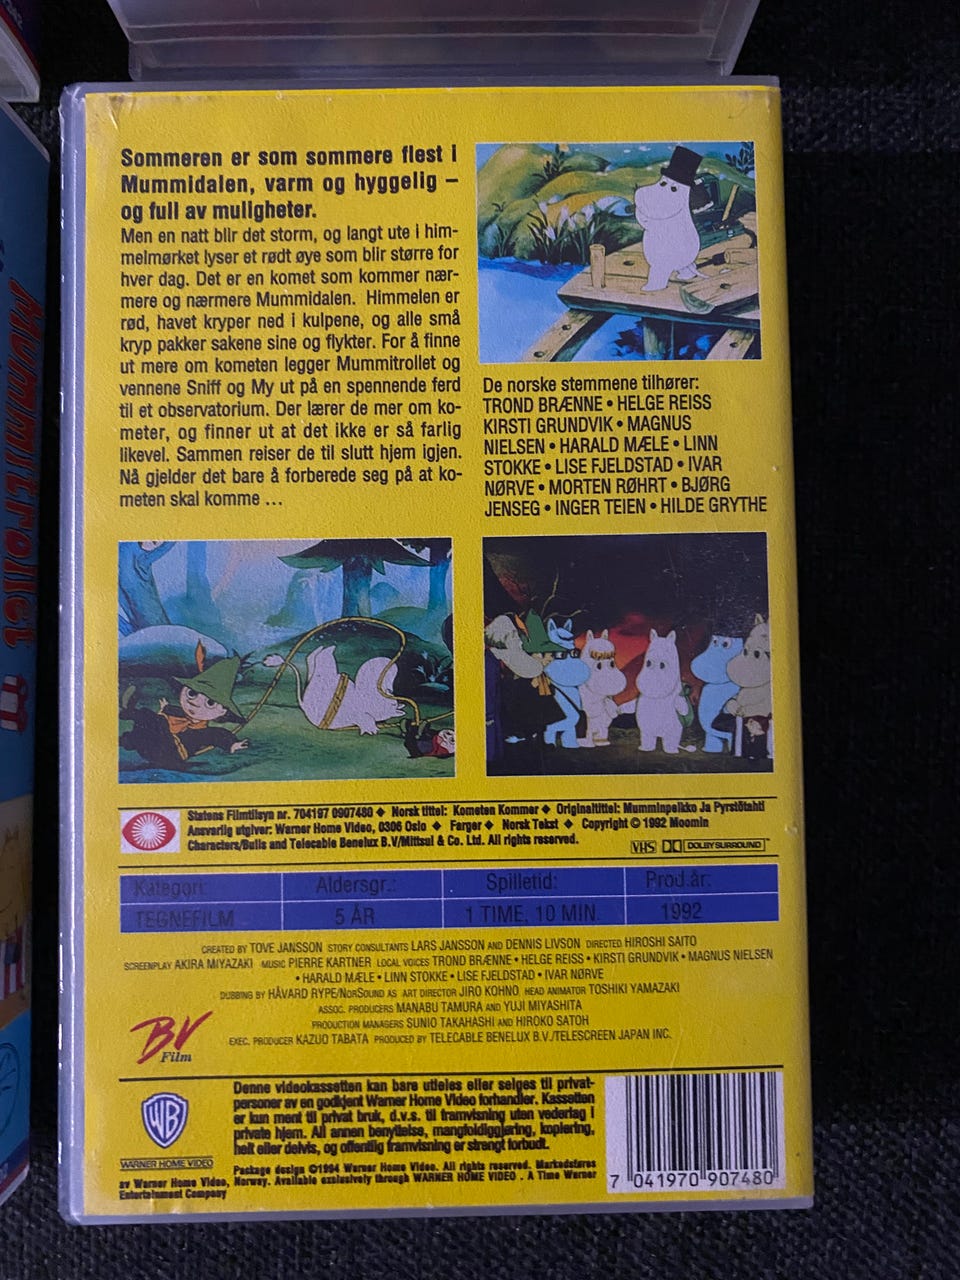 Sommeren er som sommere flest i
Mummidalen, varm og hyggelig –
og full av muligheter.
Men en natt blir det storm, og langt ute i him-
melmørket lyser et rødt øye som blir større for
hver dag. Det er en komet som kommer nær-
mere og nærmere Mummidalen. Himmelen er
rød, havet kryper ned i kulpene, og alle små
kryp pakker sakene sine og flykter. For å finne
ut mere om kometen legger Mummitrollet og
vennene Sniff og My ut på en spennende ferd
til et observatorium. Der lærer de mer om ko-
meter, og finner ut at det ikke er så farlig
likevel. Sammen reiser de til slutt hjem igjen.
Nå gjelder det bare å forberede seg på at ko-
meten skal komme ...
De norske stemmene tilhører:
TROND BRÆNNE • HELGE REISS
KIRSTI GRUNDVIK • MAGNUS
NIELSEN • HARALD MÆLE • LINN
STOKKE • LISE FJELDSTAD • IVAR
NØRVE • MORTEN RØHRT • BJØRG
JENSEG • INGER TEIEN • HILDE GRYTHE
Statens Filmtilsyn nr. 704197 0907480 ◆ Norsk tittel: Kometen Kommer ◆ Originaltittel: Mumminpeikko Ja Pyrstötahti
Ansvarlig utgiver: Warner Home Video, 0306 Oslo ◆ Farger ◆ Norsk Tekst ◆ Copyright © 1992 Moomin
Characters/Bulls and Telecable Benelux B.V/Mittsui & Co. Ltd. All rights reserved.
VHS DOLBY SURROUND
Kategori: Aldersgr.: Spilletid: Prod.år:
TEGNEFILM 5 ÅR 1 TIME, 10 MIN. 1992
CREATED BY TOVE JANSSON STORY CONSULTANTS LARS JANSSON AND DENNIS LIVSON DIRECTED HIROSHI SAITO
SCREENPLAY AKIRA MIYAZAKI MUSIC PIERRE KARTNER LOCAL VOICES TROND BRÆNNE • HELGE REISS • KIRSTI GRUNDVIK • MAGNUS NIELSEN
• HARALD MÆLE • LINN STOKKE • LISE FJELDSTAD • IVAR NØRVE
DUBBING BY HÅVARD RYPE/NORSOUND AS ART DIRECTOR JIRO KOHNO HEAD ANIMATOR TOSHIKI YAMAZAKI
ASSOC. PRODUCERS MANABU TAMURA AND YUJI MIYASHITA
PRODUCTION MANAGERS SUNIO TAKAHASHI AND HIROKO SATOH
EXEC. PRODUCER KAZUO TABATA PRODUCED BY TELECABLE BENELUX B.V./TELESCREEN JAPAN INC.
BV
Film
WB
WARNER HOME VIDEO
Denne videokassetten kan bare utleies eller selges til privat-
personer av en godkjent Warner Home Video forhandler. Kassetten
er kun ment til privat bruk, d.v.s. til framvisning uten vederlag i
private hjem. All annen benyttelse, mangfoldiggjøring, kopiering,
helt eller delvis, og offentlig framvisning er strengt forbudt.
Package design ©1994 Warner Home Video. All rights reserved. Markedsføres
av Warner Home Video, Norway. Available exclusively through WARNER HOME VIDEO . A Time Warner
Entertainment Company
7 041970 907480
Mummitrollet